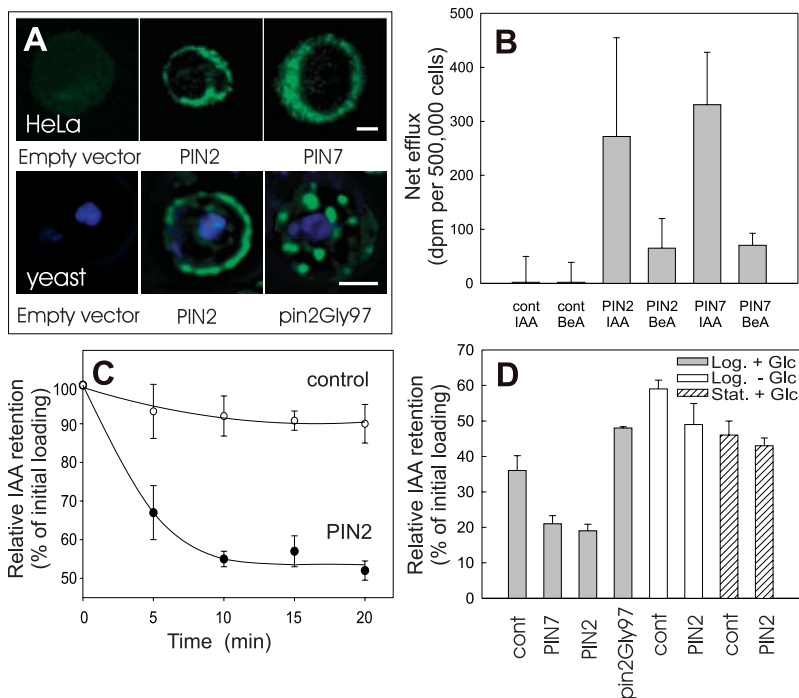 A
HeLa
Empty vector PIN2 PIN7
yeast
Empty vector PIN2 pin2Gly97
B
Net efflux
(dpm per 500,000 cells)
500
400
300
200
100
0
cont IAA
cont BeA
PIN2 IAA
PIN2 BeA
PIN7 IAA
PIN7 BeA
C
Relative IAA retention
(% of initial loading)
100
90
80
70
60
50
control
PIN2
0 5 10 15 20
Time (min)
D
Relative IAA retention
(% of initial loading)
70
60
50
40
30
20
10
0
Log. + Glc
Log. - Glc
Stat. + Glc
cont
PIN7
PIN2
pin2Gly97
cont
PIN2
cont
PIN2